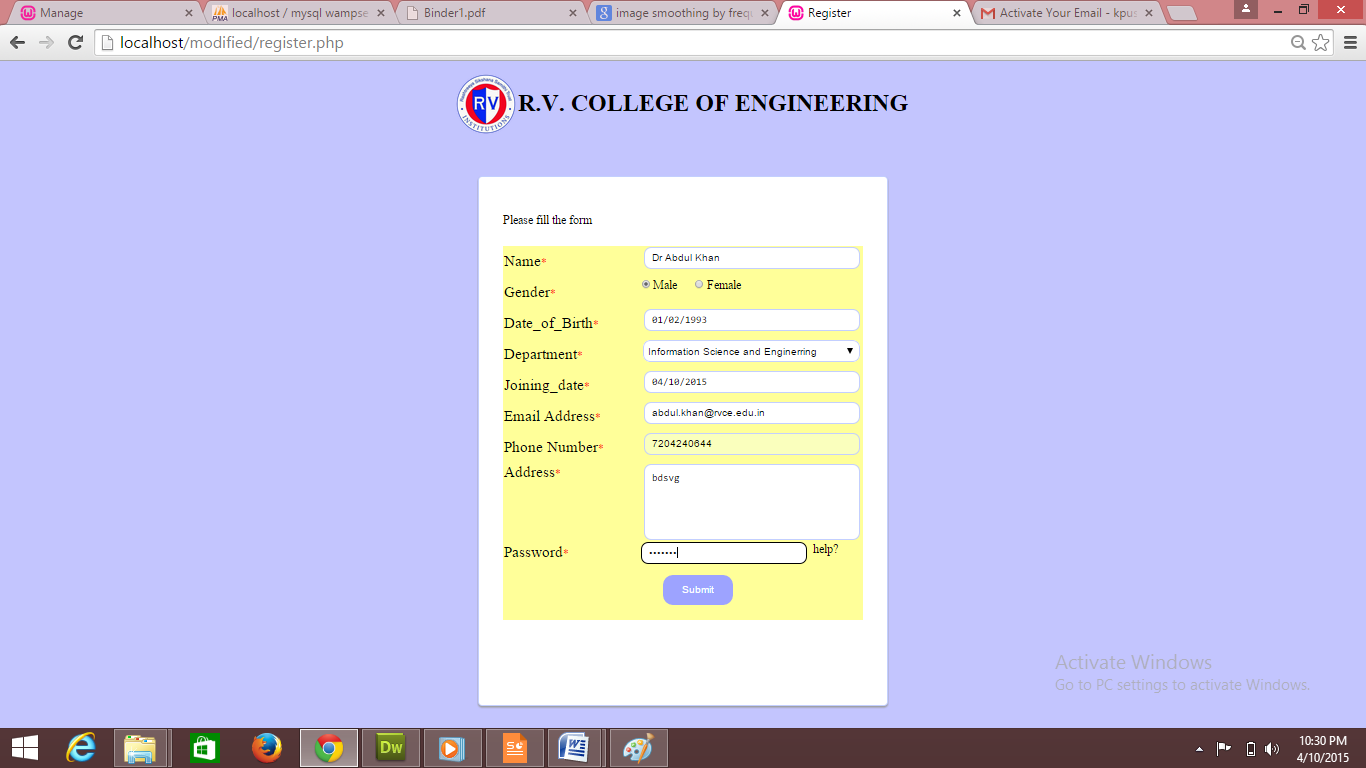 Manage
localhost / mysql wampse
Binder1.pdf
image smoothing by freq
Register
Activate Your Email - kpus
localhost/modified/register.php
RV
INSTITUTIONS
R.V. COLLEGE OF ENGINEERING
Please fill the form
Name* Dr Abdul Khan
Gender* Male Female
Date_of_Birth* 01/02/1993
Department* Information Science and Enginerring
Joining_date* 04/10/2015
Email Address* abdul.khan@rvce.edu.in
Phone Number* 7204240644
Address* bdsvg
Password* ••••••• help?
Submit
Activate Windows
Go to PC settings to activate Windows.
Dw
10:30 PM
4/10/2015